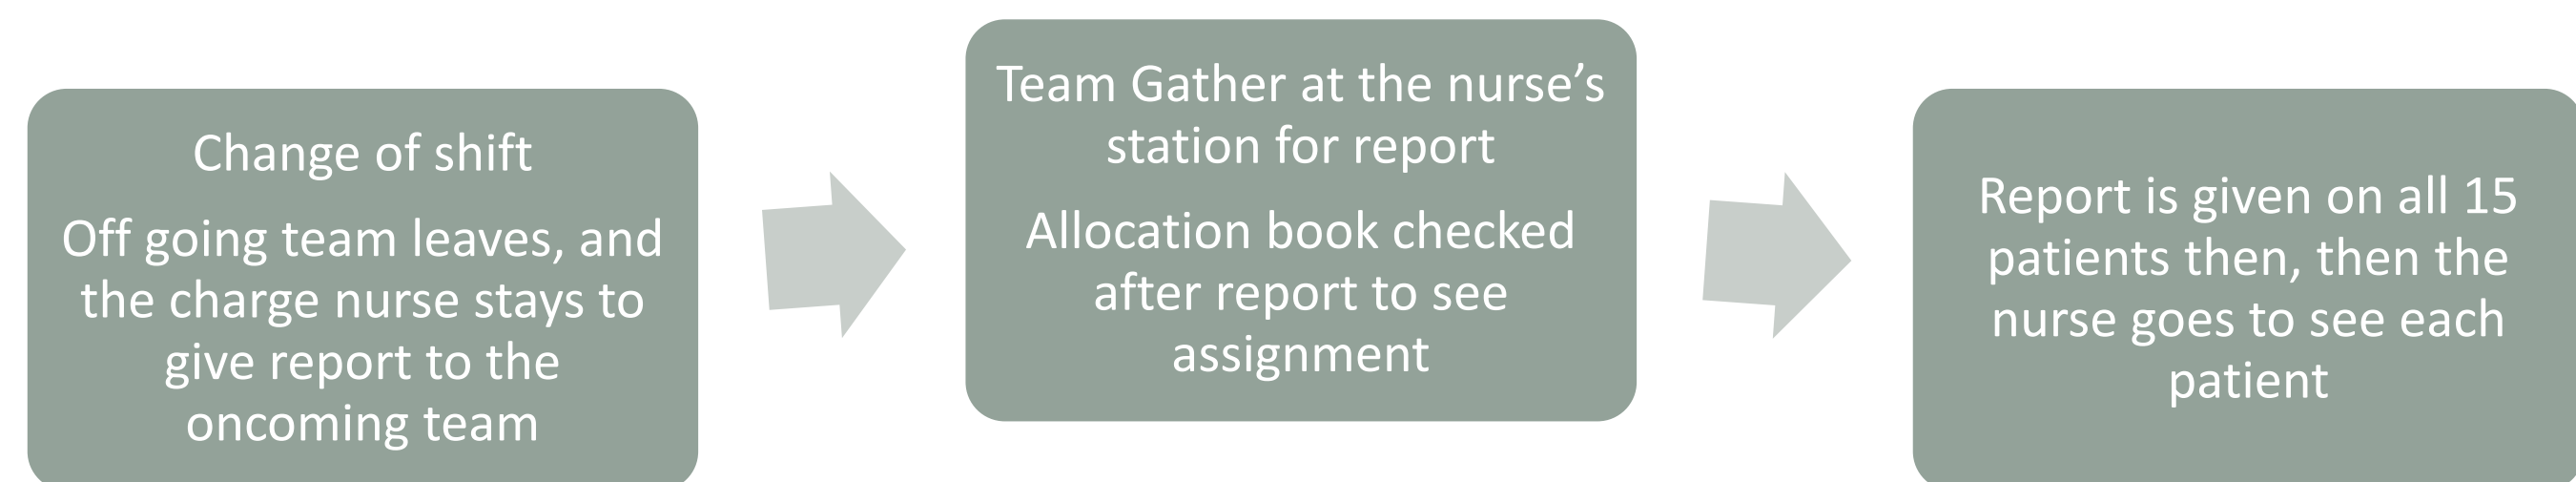 Change of shift
Off going team leaves, and
the charge nurse stays to
give report to the
oncoming team
Team Gather at the nurse’s
station for report
Allocation book checked
after report to see
assignment
Report is given on all 15
patients then, then the
nurse goes to see each
patient